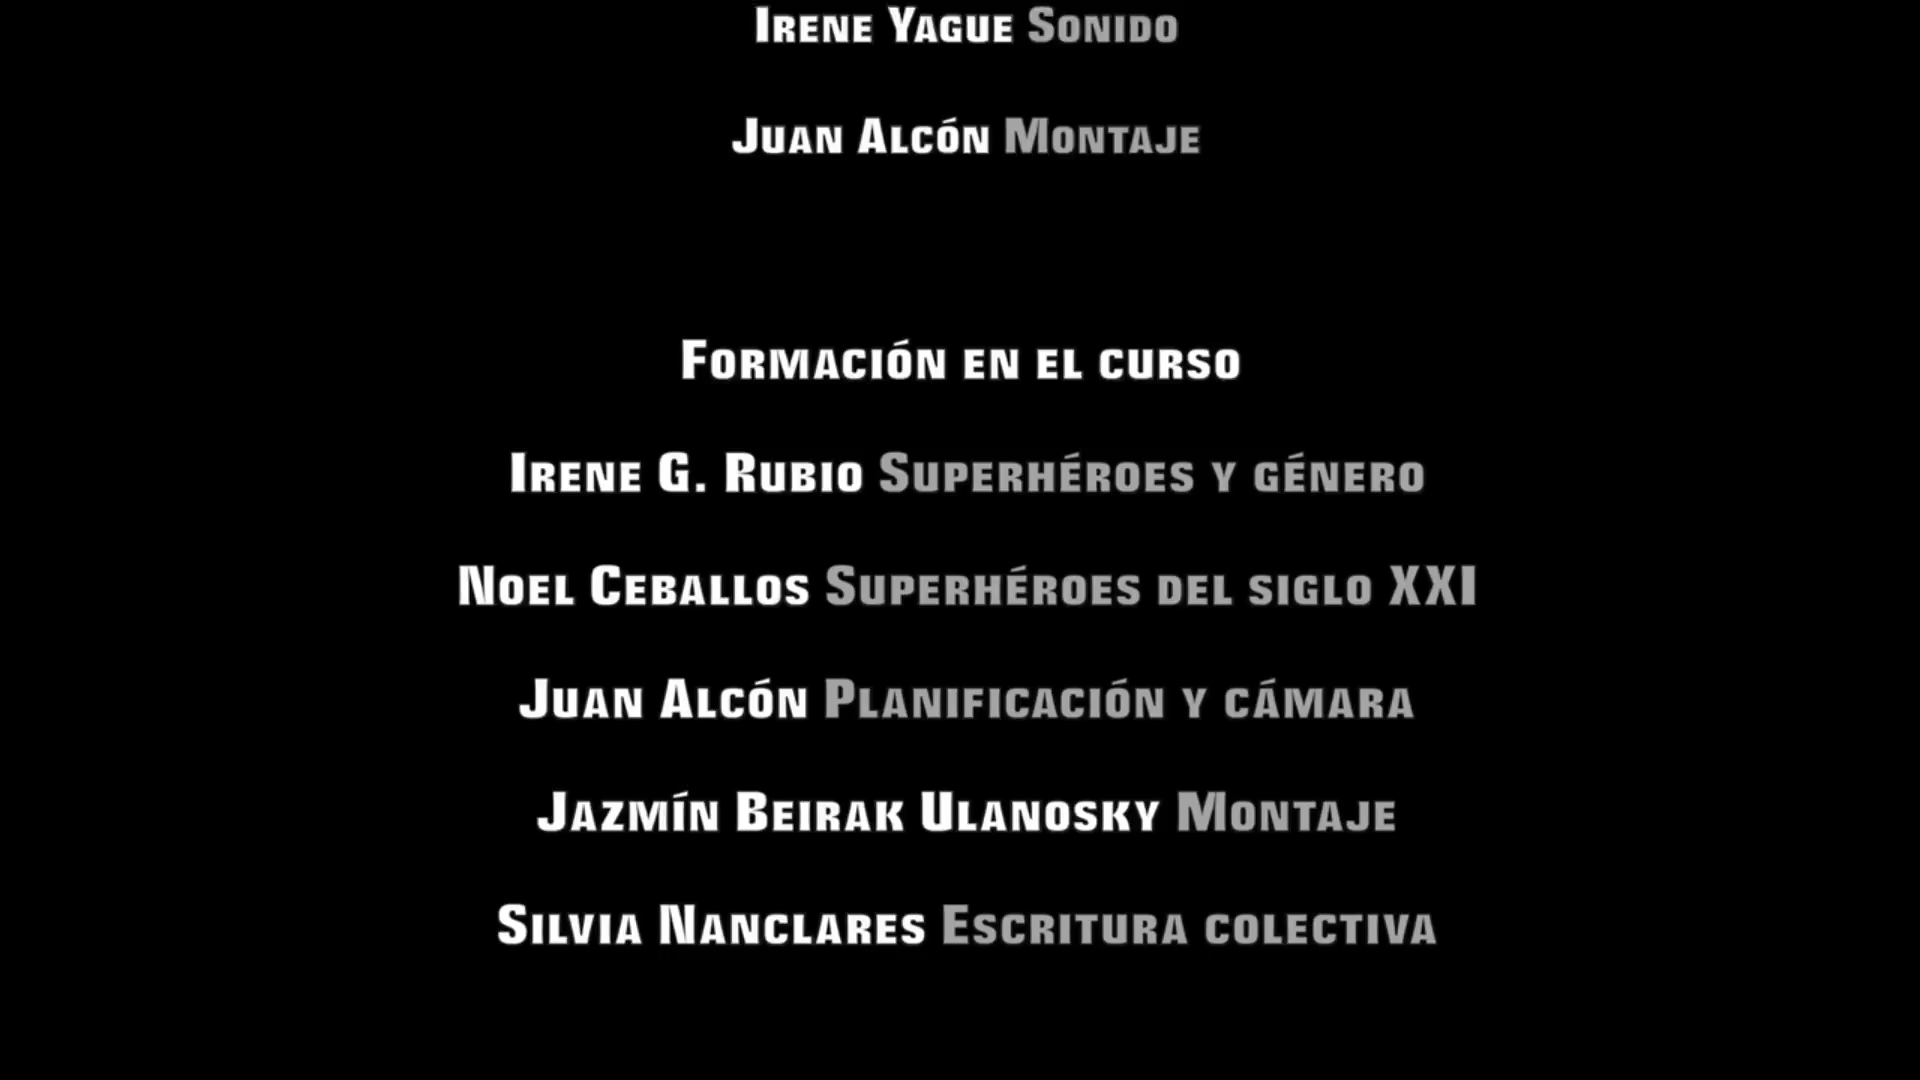 Irene Yague Sonido
Juan Alcón Montaje
Formación en el curso
Irene G. Rubio Superhéroes y género
Noel Ceballos Superhéroes del siglo XXI
Juan Alcón Planificación y cámara
Jazmín Beirak Ulanosky Montaje
Silvia Nanclares Escritura colectiva